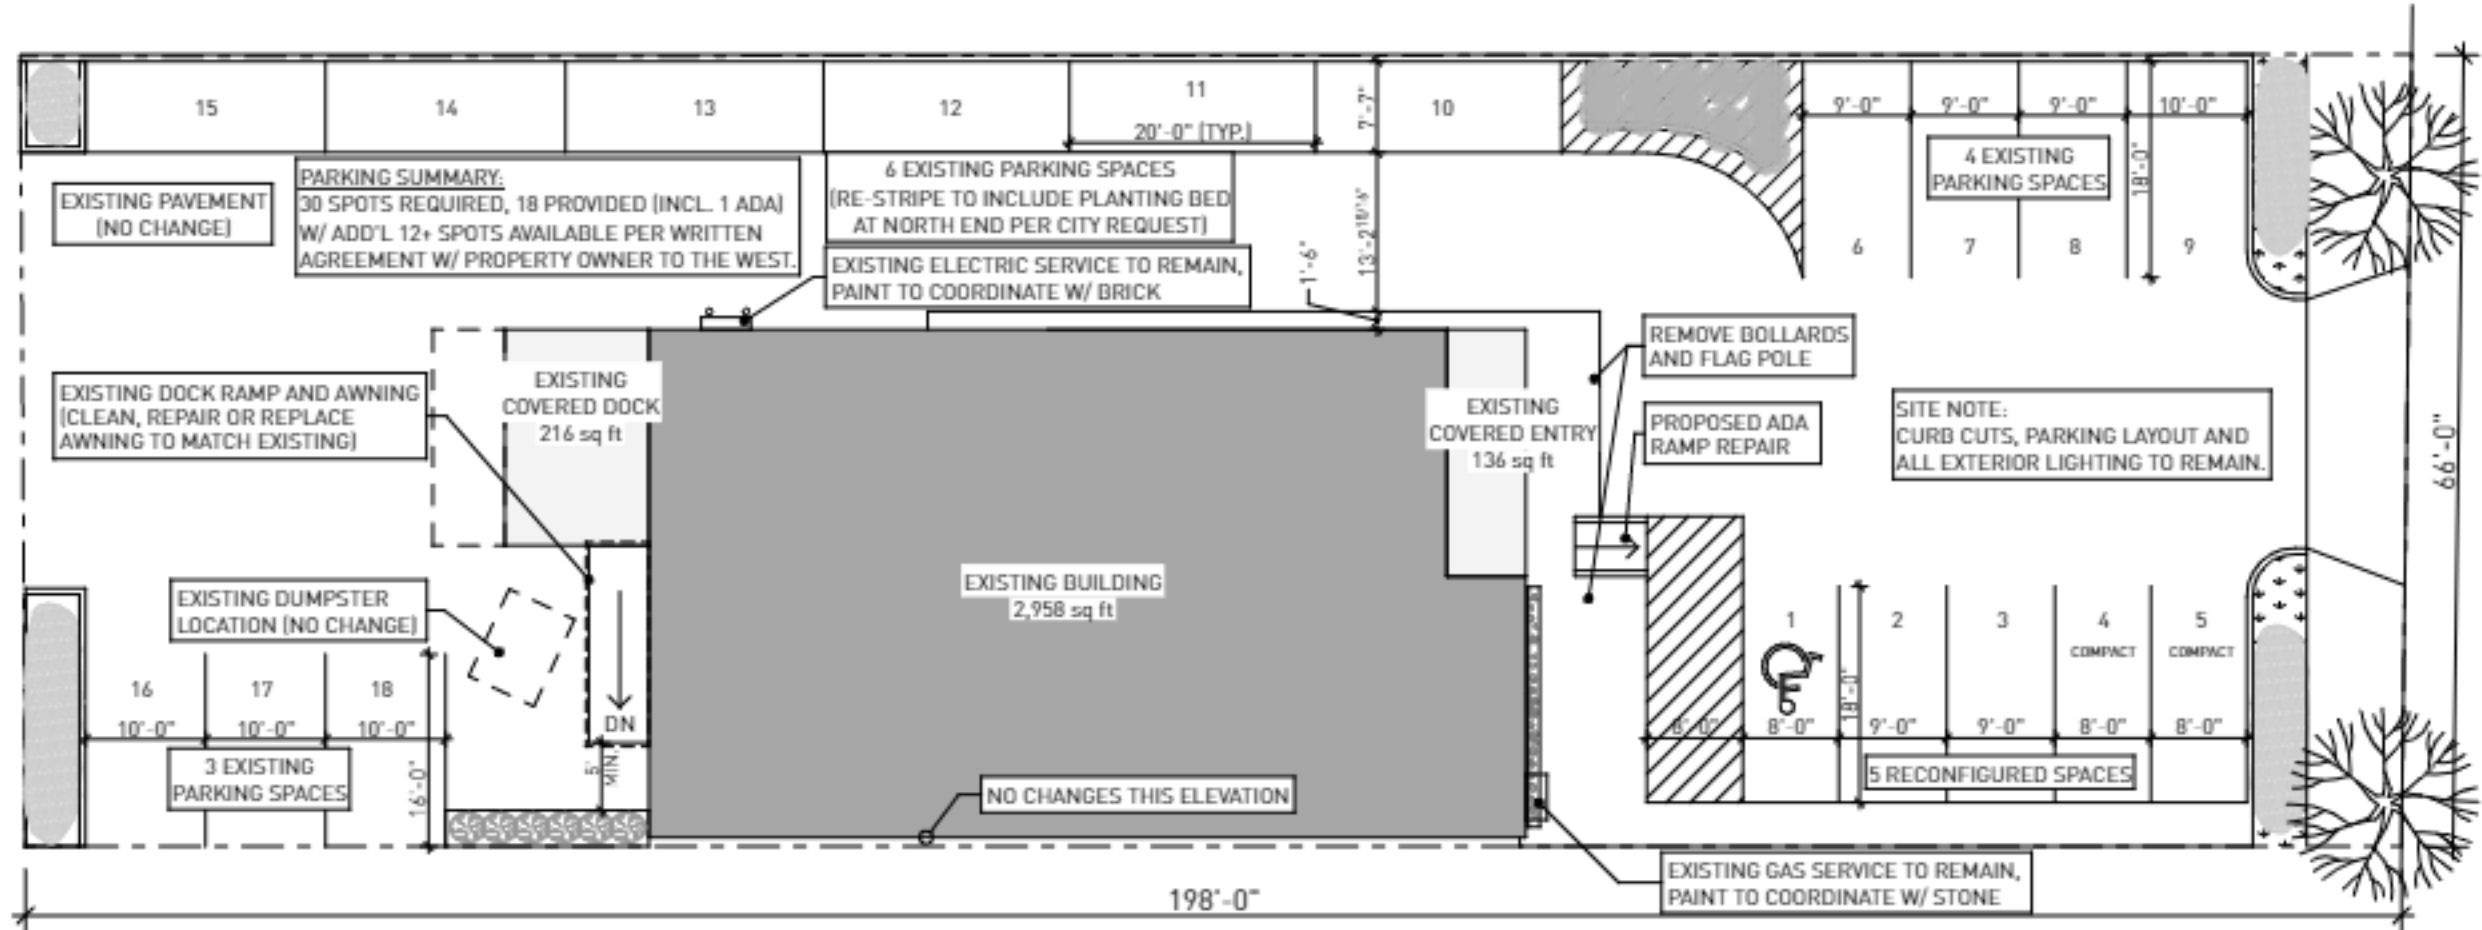 15
14
13
12
11
20'-0" (TYP.)
7'-7"
10
9'-0"
9'-0"
9'-0"
10'-0"
4 EXISTING
PARKING SPACES
18'-0"
6
7
8
9
EXISTING PAVEMENT
(NO CHANGE)
PARKING SUMMARY:
30 SPOTS REQUIRED, 18 PROVIDED (INCL. 1 ADA)
W/ ADD'L 12+ SPOTS AVAILABLE PER WRITTEN
AGREEMENT W/ PROPERTY OWNER TO THE WEST.
6 EXISTING PARKING SPACES
(RE-STRIPE TO INCLUDE PLANTING BED
AT NORTH END PER CITY REQUEST)
EXISTING ELECTRIC SERVICE TO REMAIN,
PAINT TO COORDINATE W/ BRICK
1'-6"
REMOVE BOLLARDS
AND FLAG POLE
EXISTING DOCK RAMP AND AWNING
(CLEAN, REPAIR OR REPLACE
AWNING TO MATCH EXISTING)
EXISTING
COVERED DOCK
216 sq ft
EXISTING
COVERED ENTRY
136 sq ft
PROPOSED ADA
RAMP REPAIR
SITE NOTE:
CURB CUTS, PARKING LAYOUT AND
ALL EXTERIOR LIGHTING TO REMAIN.
66'-0"
EXISTING DUMPSTER
LOCATION (NO CHANGE)
EXISTING BUILDING
2,958 sq ft
1
2
3
4
COMPACT
5
COMPACT
18'-0"
8'-0"
8'-0"
9'-0"
9'-0"
8'-0"
8'-0"
5 RECONFIGURED SPACES
16
17
18
10'-0"
10'-0"
10'-0"
3 EXISTING
PARKING SPACES
16'-0"
DN
5'
MIN.
NO CHANGES THIS ELEVATION
EXISTING GAS SERVICE TO REMAIN,
PAINT TO COORDINATE W/ STONE
198'-0"